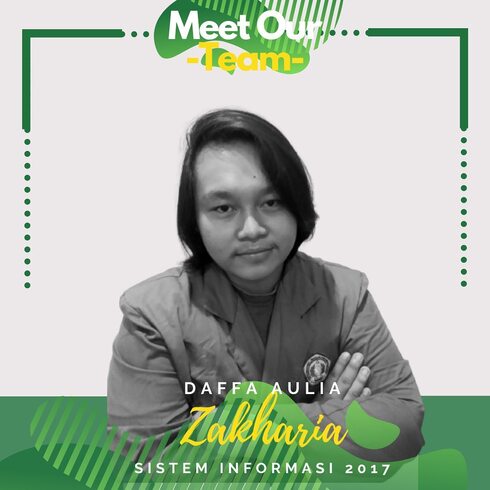 Meet Our
-Team-
DAFFA AULIA
Zakharia
SISTEM INFORMASI 2017